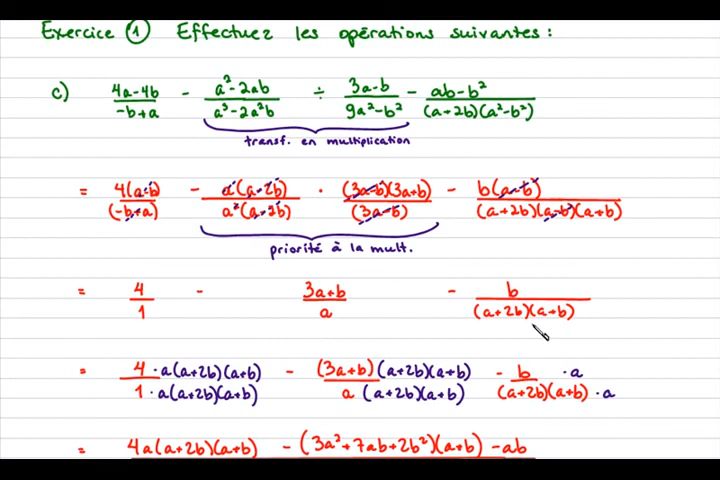 Exercice ① Effectuez les opérations suivantes :
c) (4a-4b)/(-b+a) - (a²-2ab)/(a³-2a²b) ÷ (3a-b)/(9a²-b²) - (ab-b²)/((a+2b)(a²-b²))
transf. en multiplication
= 4(a-b)/(-b+a) - a(a-2b)/(a²(a-2b)) · (3a-b)(3a+b)/(3a-b) - b(a-b)/((a+2b)(a-b)(a+b))
priorité à la mult.
= 4/1 - (3a+b)/a - b/((a+2b)(a+b))
= (4·a(a+2b)(a+b))/(1·a(a+2b)(a+b)) - ((3a+b)(a+2b)(a+b))/(a(a+2b)(a+b)) - (b·a)/((a+2b)(a+b)·a)
= 4a(a+2b)(a+b) - (3a²+7ab+2b²)(a+b) - ab